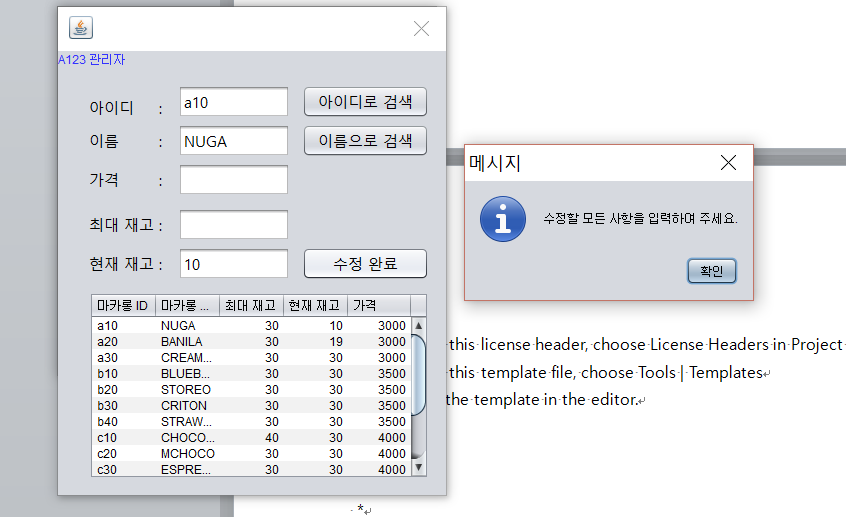 A123 관리자
아이디 : a10 아이디로 검색
이름 : NUGA 이름으로 검색
가격 :
최대 재고 :
현재 재고 : 10 수정 완료
마카롱 ID 마카롱 ... 최대 재고 현재 재고 가격
a10 NUGA 30 10 3000
a20 BANILA 30 19 3000
a30 CREAM... 30 30 3000
b10 BLUEB... 30 30 3500
b20 STOREO 30 30 3500
b30 CRITON 30 30 3500
b40 STRAW... 30 30 3500
c10 CHOCO... 40 30 4000
c20 MCHOCO 30 30 4000
c30 ESPRE... 30 30 4000
메시지
수정할 모든 사항을 입력하여 주세요.
확인
this license header, choose License Headers in Project
this template file, choose Tools | Templates
the template in the editor.
*